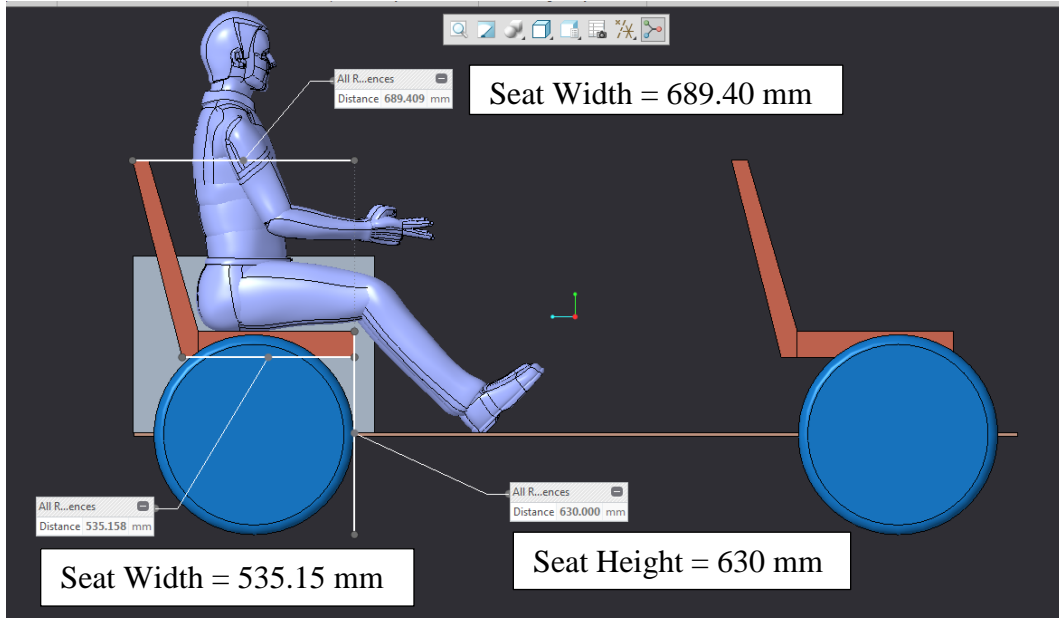 All R...ences
Distance 689.409 mm
Seat Width = 689.40 mm
All R...ences
Distance 535.158 mm
All R...ences
Distance 630.000 mm
Seat Width = 535.15 mm
Seat Height = 630 mm